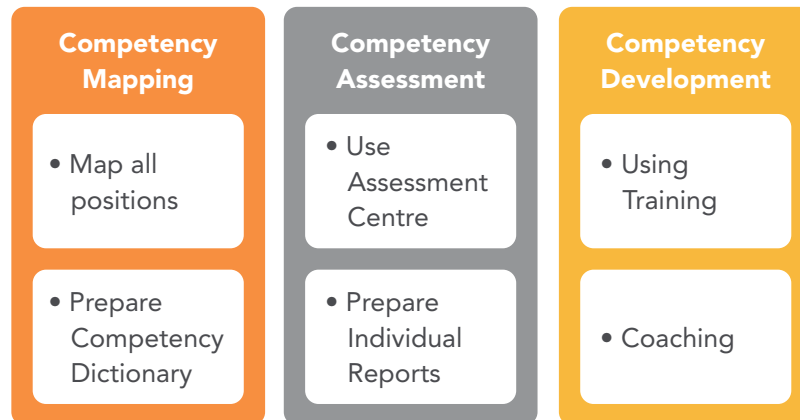 Competency
Mapping
• Map all
positions
• Prepare
Competency
Dictionary
Competency
Assessment
• Use
Assessment
Centre
• Prepare
Individual
Reports
Competency
Development
• Using
Training
• Coaching